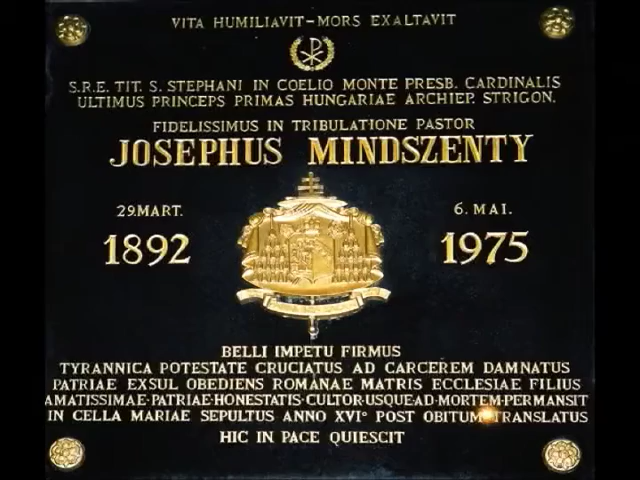 VITA HUMILIAVIT-MORS EXALTAVIT
S.R.E. TIT. S. STEPHANI IN COELIO MONTE PRESB. CARDINALIS
ULTIMUS PRINCEPS PRIMAS HUNGARIAE ARCHIEP. STRIGON.
FIDELISSIMUS IN TRIBULATIONE PASTOR
JOSEPHUS MINDSZENTY
29.MART. 6. MAI.
1892 1975
BELLI IMPETU FIRMUS
TYRANNICA POTESTATE CRUCIATUS AD CARCEREM DAMNATUS
PATRIAE EXSUL OBEDIENS ROMANAE MATRIS ECCLESIAE FILIUS
AMATISSIMAE·PATRIAE·HONESTATIS·CULTOR·USQUE·AD·MORTEM·PERMANSIT
IN CELLA MARIAE SEPULTUS ANNO XVI° POST OBITUM TRANSLATUS
HIC IN PACE QUIESCIT